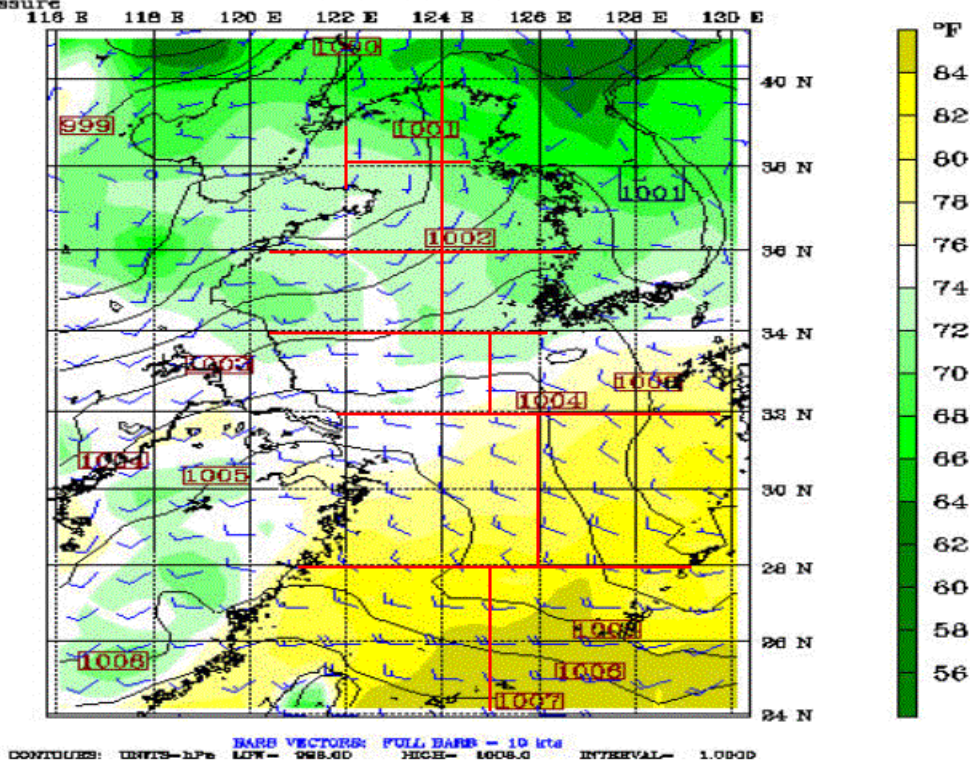 ssure
116 E 118 E 120 E 122 E 124 E 126 E 128 E 130 E
°F
1000
84
40 N
82
999
1001
80
38 N
1001
78
1002
76
36 N
74
72
34 N
1003
70
1004
68
32 N
1004
1005
66
30 N
64
62
28 N
60
58
26 N
1006
1006
56
1007
24 N
BARB VECTORS: FULL BARB = 10 kts
CONTOURS: UNITS=hPa LOW= HIGH= 1008.0 INTERVAL= 1.0000